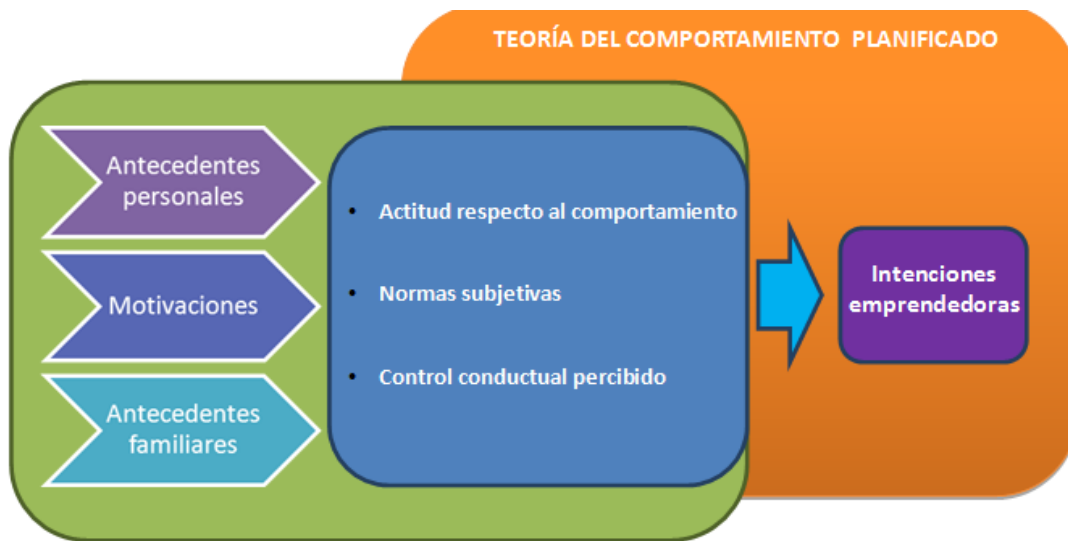 TEORÍA DEL COMPORTAMIENTO PLANIFICADO
Antecedentes
personales
Motivaciones
Antecedentes
familiares
• Actitud respecto al comportamiento
• Normas subjetivas
• Control conductual percibido
Intenciones
emprendedoras